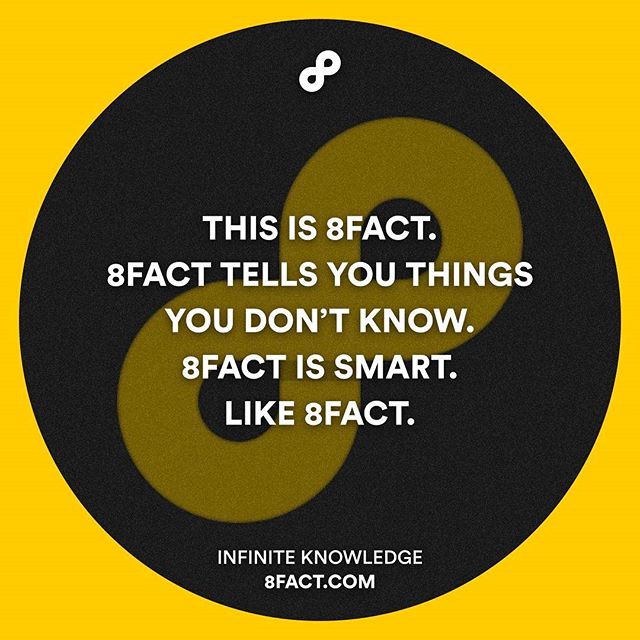 THIS IS 8FACT.
8FACT TELLS YOU THINGS
YOU DON’T KNOW.
8FACT IS SMART.
LIKE 8FACT.
INFINITE KNOWLEDGE
8FACT.COM